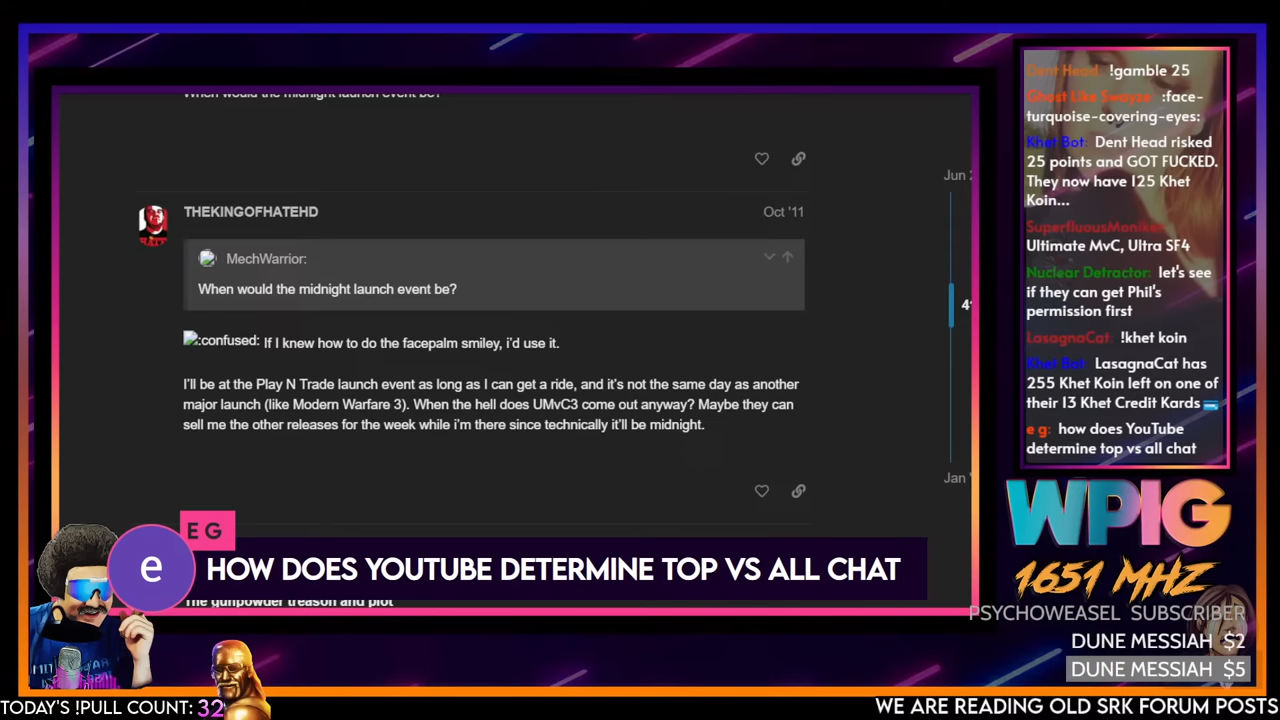 When would the midnight launch event be?
Jun 2
THEKINGOFHATEHD
Oct '11
MechWarrior:
When would the midnight launch event be?
4
:confused: If I knew how to do the facepalm smiley, i'd use it.
I'll be at the Play N Trade launch event as long as I can get a ride, and it's not the same day as another
major launch (like Modern Warfare 3). When the hell does UMvC3 come out anyway? Maybe they can
sell me the other releases for the week while i'm there since technically it'll be midnight.
Jan '
E G
e
HOW DOES YOUTUBE DETERMINE TOP VS ALL CHAT
The gunpowder treason and plot
Dent Head: !gamble 25
Ghost Like Swayze: :face-
turquoise-covering-eyes:
Khet Bot: Dent Head risked
25 points and GOT FUCKED.
They now have 125 Khet
Koin...
SuperfluousMoniker:
Ultimate MvC, Ultra SF4
Nuclear Detractor: let's see
if they can get Phil's
permission first
LasagnaCat: !khet koin
Khet Bot: LasagnaCat has
255 Khet Koin left on one of
their 13 Khet Credit Kards
e g: how does YouTube
determine top vs all chat
WPIG
1651 MHZ
PSYCHOWEASEL SUBSCRIBER
DUNE MESSIAH $2
DUNE MESSIAH $5
TODAY'S !PULL COUNT: 32
WE ARE READING OLD SRK FORUM POSTS